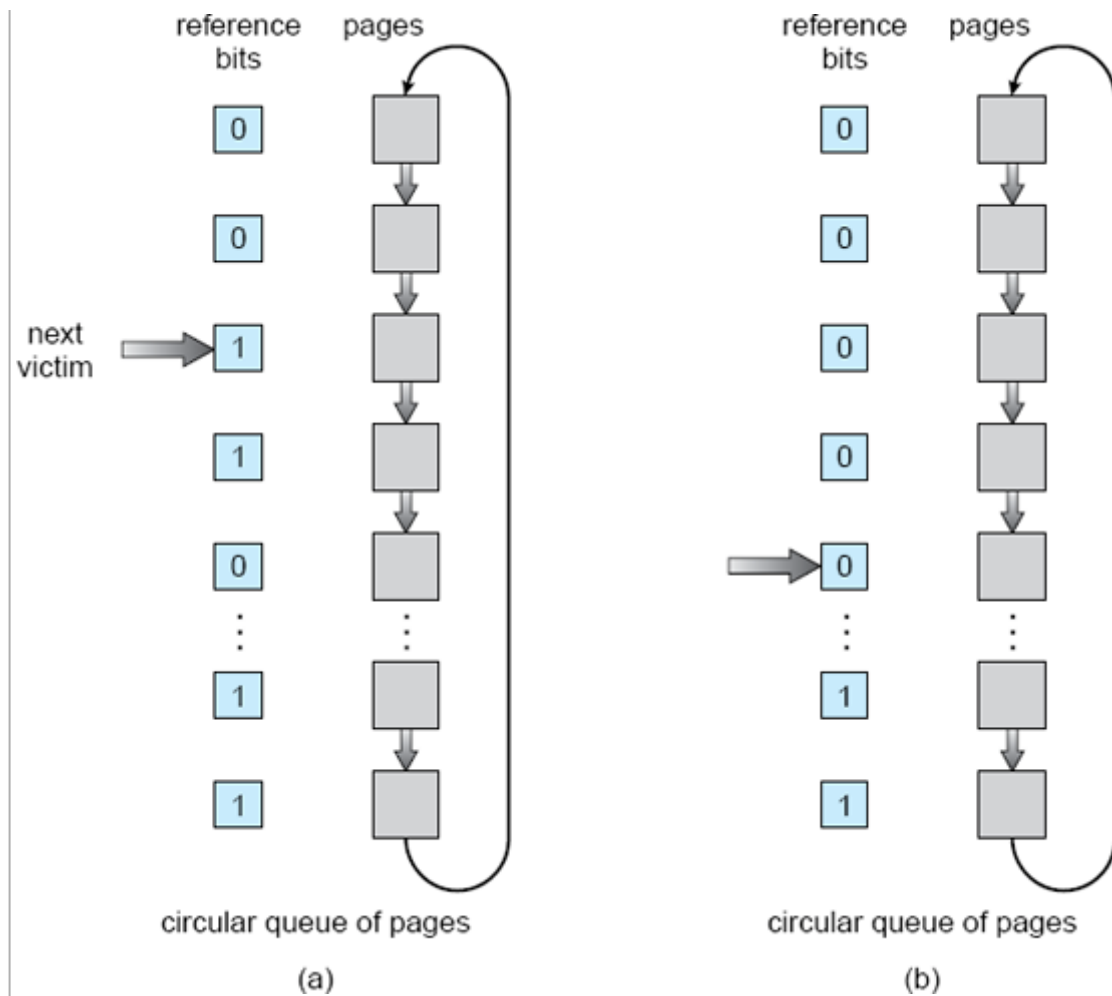 reference pages
bits
0
0
next
victim
1
1
0
1
1
circular queue of pages
(a)
reference pages
bits
0
0
0
0
0
1
1
circular queue of pages
(b)